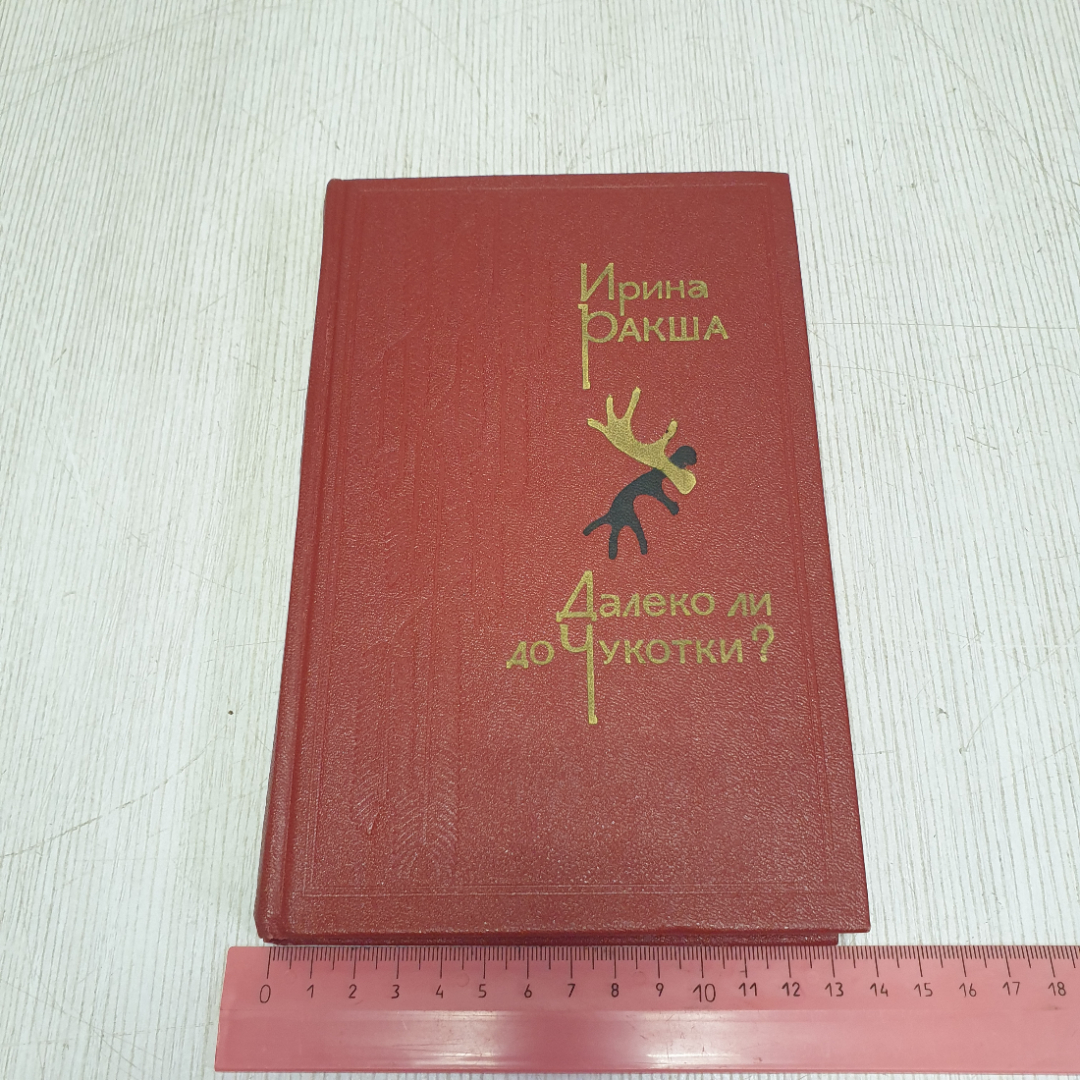 Ирина
Ракша
Далеко ли
до Чукотки?
0 1 2 3 4 5 6 7 8 9 10 11 12 13 14 15 16 17 18